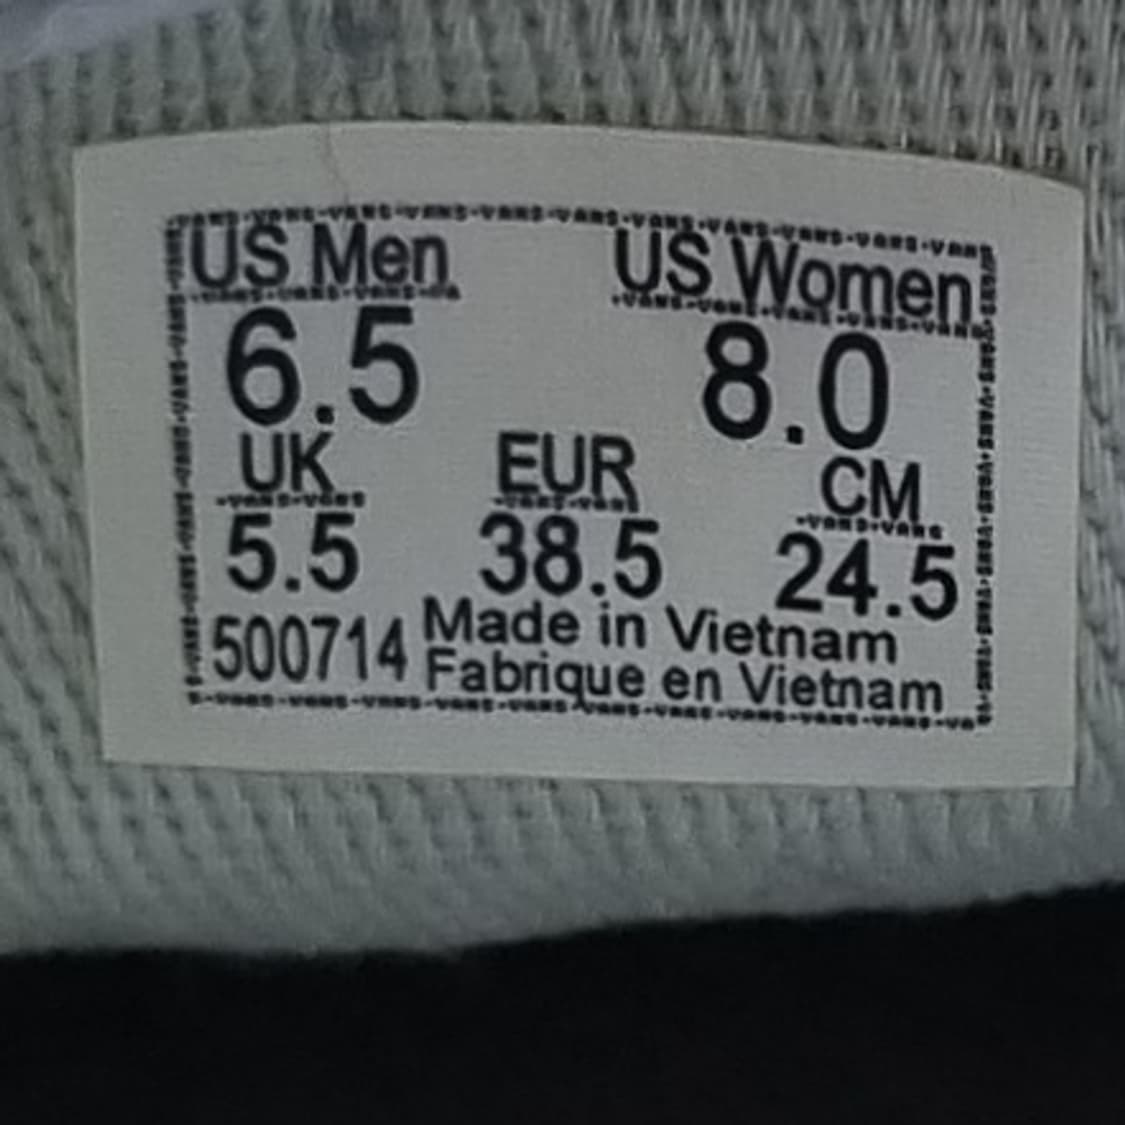 US Men US Women
6.5 8.0
UK EUR CM
5.5 38.5 24.5
500714 Made in Vietnam
Fabrique en Vietnam